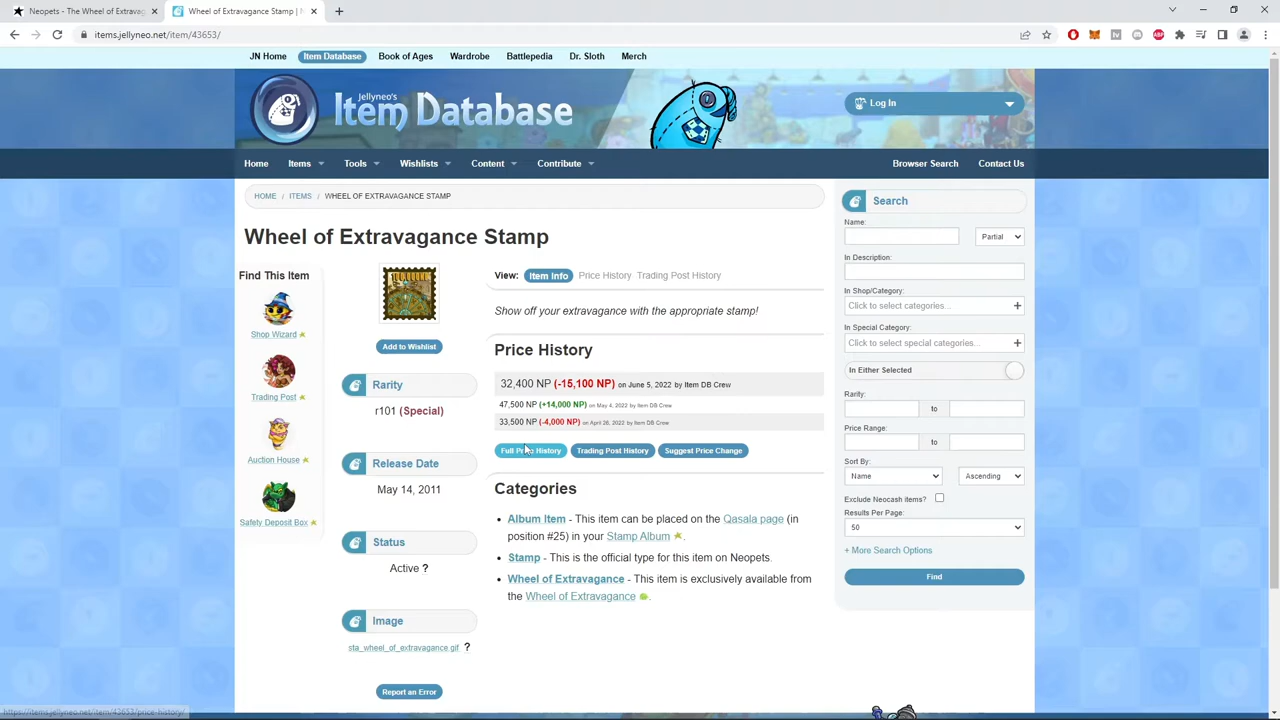 Neopets - The Wheel of Extravag
Wheel of Extravagance Stamp |
items.jellyneo.net/item/43653/
JN Home Item Database Book of Ages Wardrobe Battlepedia Dr. Sloth Merch
Jellyneo's
Item Database
Log In
Home Items Tools Wishlists Content Contribute Browser Search Contact Us
HOME / ITEMS / WHEEL OF EXTRAVAGANCE STAMP
Wheel of Extravagance Stamp
Find This Item
Shop Wizard
Trading Post
Auction House
Safety Deposit Box
Add to Wishlist
Rarity
r101 (Special)
Release Date
May 14, 2011
Status
Active ?
Image
sta_wheel_of_extravagance.gif ?
Report an Error
View: Item Info Price History Trading Post History
Show off your extravagance with the appropriate stamp!
Price History
32,400 NP (-15,100 NP) on June 5, 2022 by Item DB Crew
47,500 NP (+14,000 NP) on May 4, 2022 by Item DB Crew
33,500 NP (-4,000 NP) on April 26, 2022 by Item DB Crew
Full Price History Trading Post History Suggest Price Change
Categories
• Album Item - This item can be placed on the Qasala page (in
position #25) in your Stamp Album .
• Stamp - This is the official type for this item on Neopets.
• Wheel of Extravagance - This item is exclusively available from
the Wheel of Extravagance .
Search
Name:
Partial
In Description:
In Shop/Category:
Click to select categories... +
In Special Category:
Click to select special categories... +
In Either Selected
Rarity:
to
Price Range:
to
Sort By:
Name Ascending
Exclude Neocash items?
Results Per Page:
50
+ More Search Options
Find
https://items.jellyneo.net/item/43653/price-history/